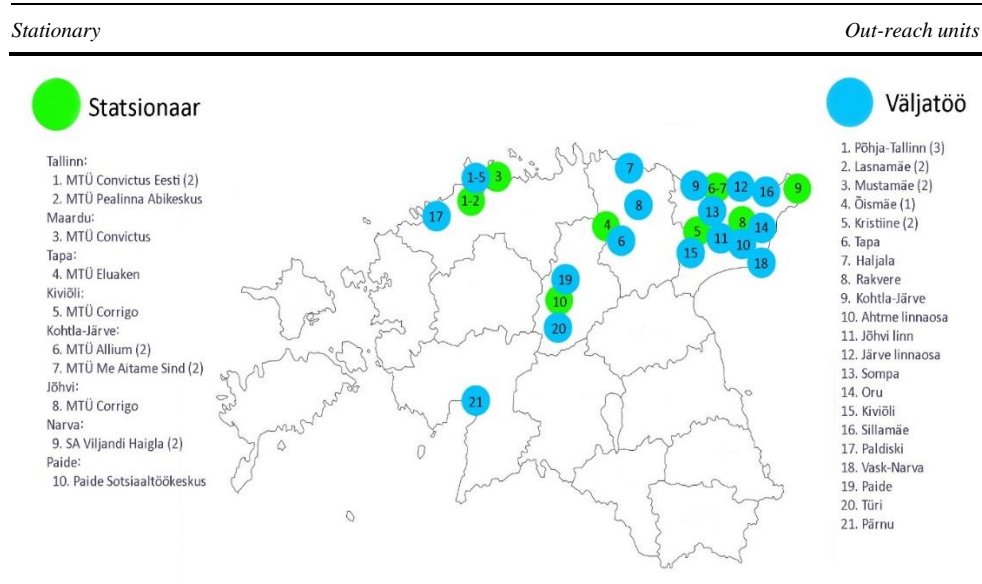 Stationary
Out-reach units
Statsionaar
Tallinn:
1. MTÜ Convictus Eesti (2)
2. MTÜ Pealinna Abikeskus
Maardu:
3. MTÜ Convictus
Tapa:
4. MTÜ Eluaken
Kiviõli:
5. MTÜ Corrigo
Kohtla-Järve:
6. MTÜ Allium (2)
7. MTÜ Me Aitame Sind (2)
Jõhvi:
8. MTÜ Corrigo
Narva:
9. SA Viljandi Haigla (2)
Paide:
10. Paide Sotsiaaltöökeskus
1-5
3
1-2
17
7
8
4
6
9
6-7
12
16
9
13
8
14
5
11
10
15
18
19
10
20
21
Väljatöö
1. Põhja-Tallinn (3)
2. Lasnamäe (2)
3. Mustamäe (2)
4. Õismäe (1)
5. Kristiine (2)
6. Tapa
7. Haljala
8. Rakvere
9. Kohtla-Järve
10. Ahtme linnaosa
11. Jõhvi linn
12. Järve linnaosa
13. Sompa
14. Oru
15. Kiviõli
16. Sillamäe
17. Paldiski
18. Vask-Narva
19. Paide
20. Türi
21. Pärnu